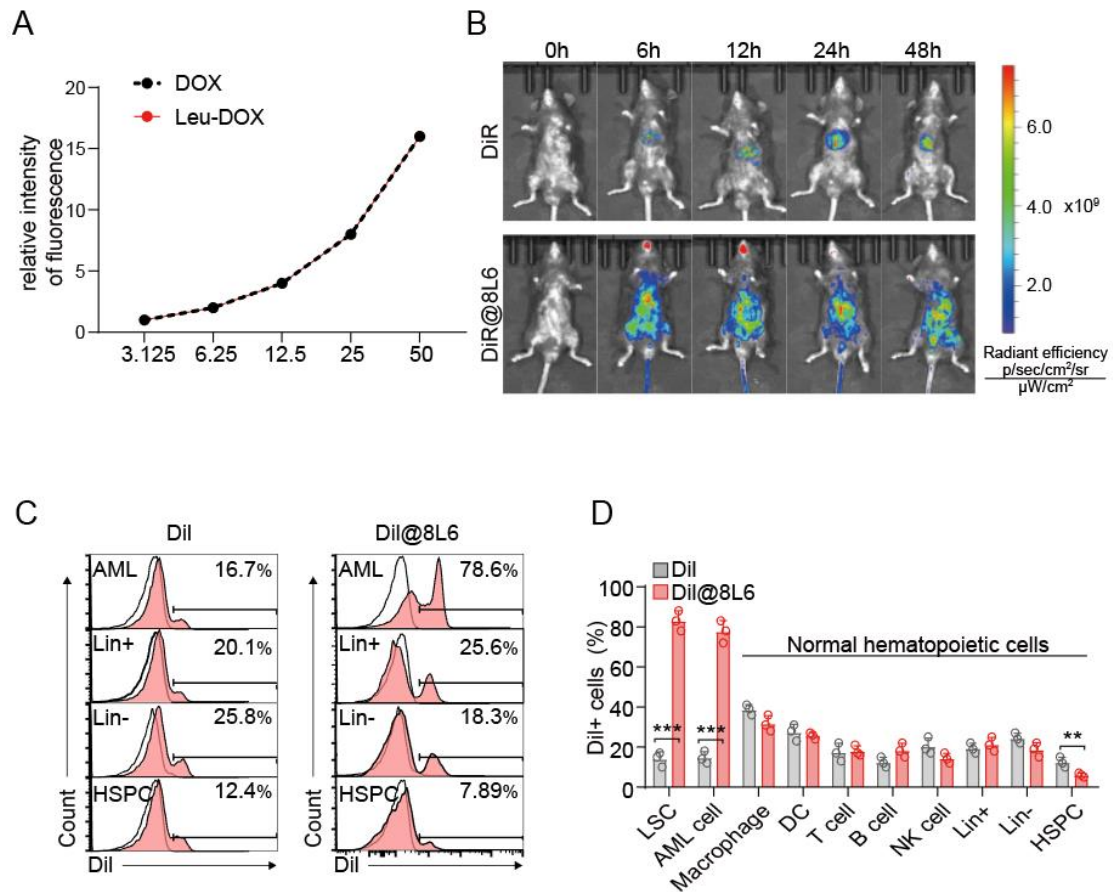 A
DOX
Leu-DOX
relative intensity
of fluorescence
20
15
10
5
0
3.125 6.25 12.5 25 50
B
0h 6h 12h 24h 48h
DiR
DiR@8L6
6.0
4.0
x10⁹
2.0
Radiant efficiency
p/sec/cm²/sr
μW/cm²
C
Dil
Dil@8L6
AML 16.7%
Lin+ 20.1%
Lin- 25.8%
HSPC 12.4%
AML 78.6%
Lin+ 25.6%
Lin- 18.3%
HSPC 7.89%
Count
Dil
Count
Dil
D
Dil
Dil@8L6
Dil+ cells (%)
100
80
60
40
20
0
Normal hematopoietic cells
*** *** **
LSC
AML cell
Macrophage
DC
T cell
B cell
NK cell
Lin+
Lin-
HSPC